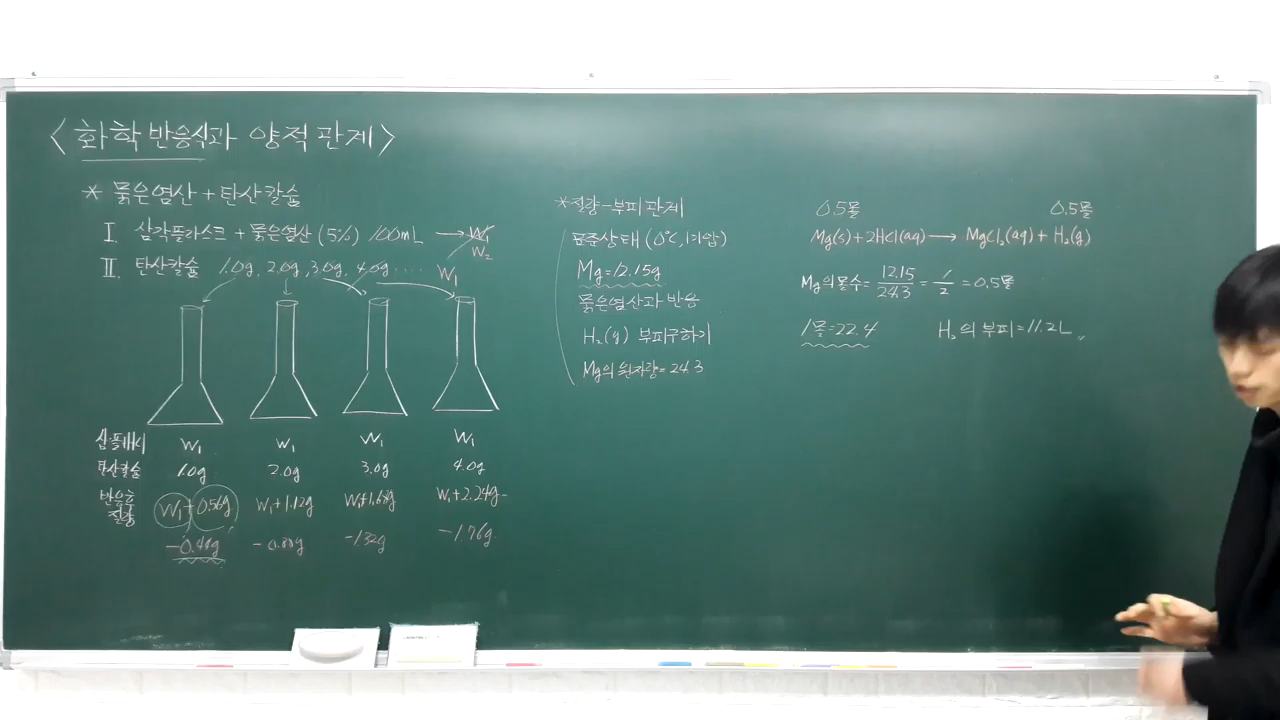 <화학 반응식과 양적 관계>
* 묽은염산 + 탄산칼슘
I. 삼각플라스크 + 묽은염산 (5%) 100mL → W₁
W₂
II. 탄산칼슘 1.0g, 2.0g, 3.0g, 4.0g ‥‥ W₁
W₁ W₁ W₁ W₁
탄산칼슘 1.0g 2.0g 3.0g 4.0g
반응후 질량 W₁+0.56g W₁+1.12g W₁+1.68g W₁+2.24g
-0.44g -0.88g -1.32g -1.76g
*질량-부피관계
표준상태 (0℃, 1기압)
Mg=12.15g
묽은염산과 반응
H₂(g) 부피구하기
Mg의 원자량=24.3
0.5몰 0.5몰
Mg(s)+2HCl(aq)→MgCl₂(aq)+H₂(g)
Mg의몰수=12.15/24.3=1/2=0.5몰
1몰=22.4 H₂의 부피=11.2L